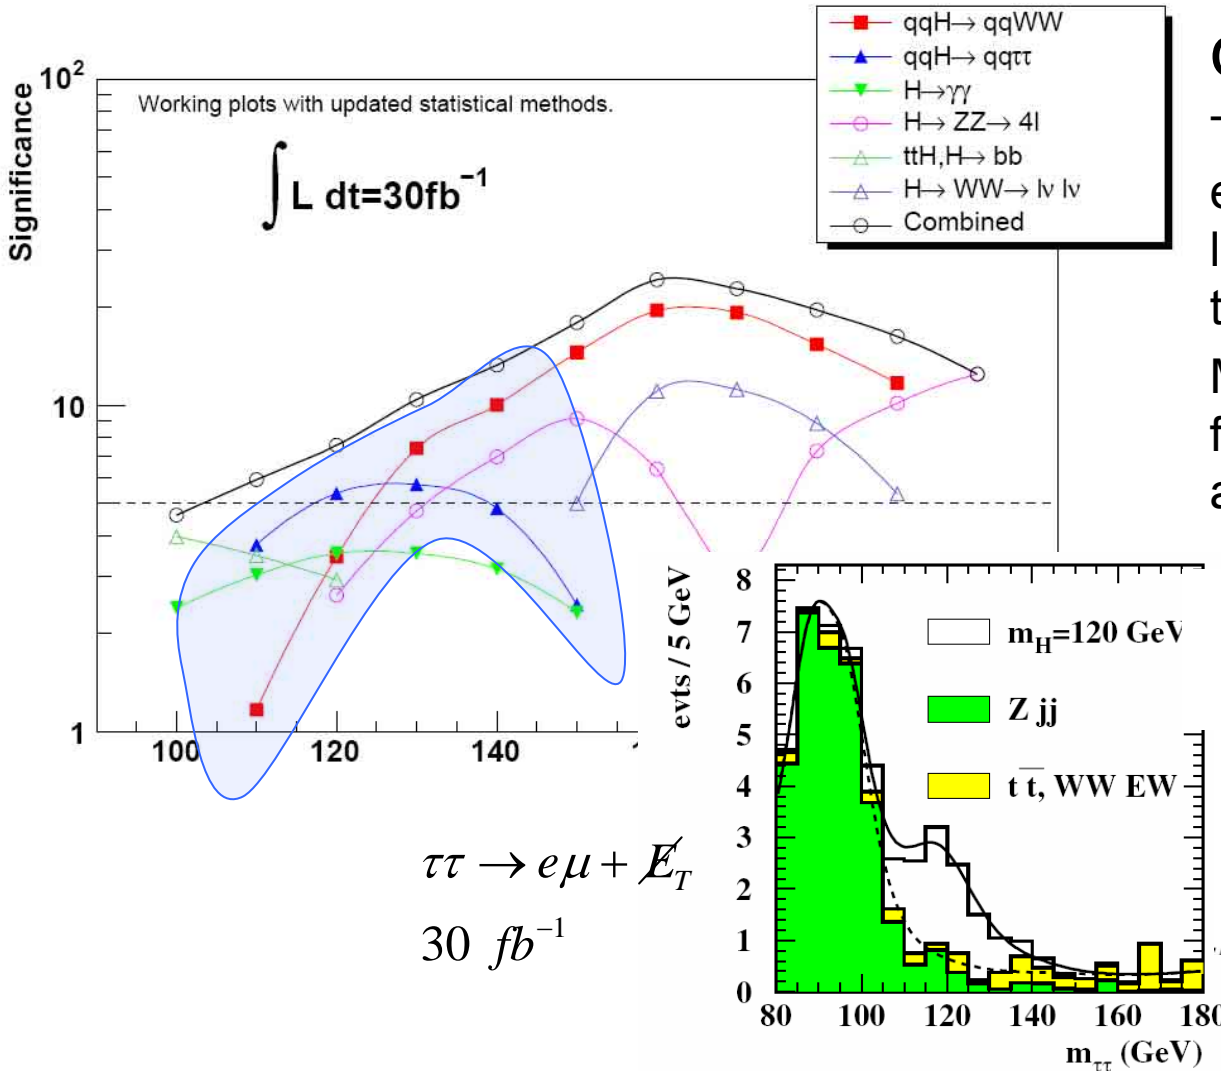 qqH→ qqWW
qqH→ qqττ
H→γγ
H→ ZZ→ 4l
ttH,H→ bb
H→ WW→ lν lν
Combined
10²
Working plots with updated statistical methods.
∫ L dt=30fb⁻¹
Significance
10
1
100 120 140
ττ → eμ + E̸_T
30 fb⁻¹
evts / 5 GeV
8
7
6
5
4
3
2
1
0
m_H=120 GeV
Z jj
t t̅, WW EW
80 100 120 140 160 180
m_ττ (GeV)